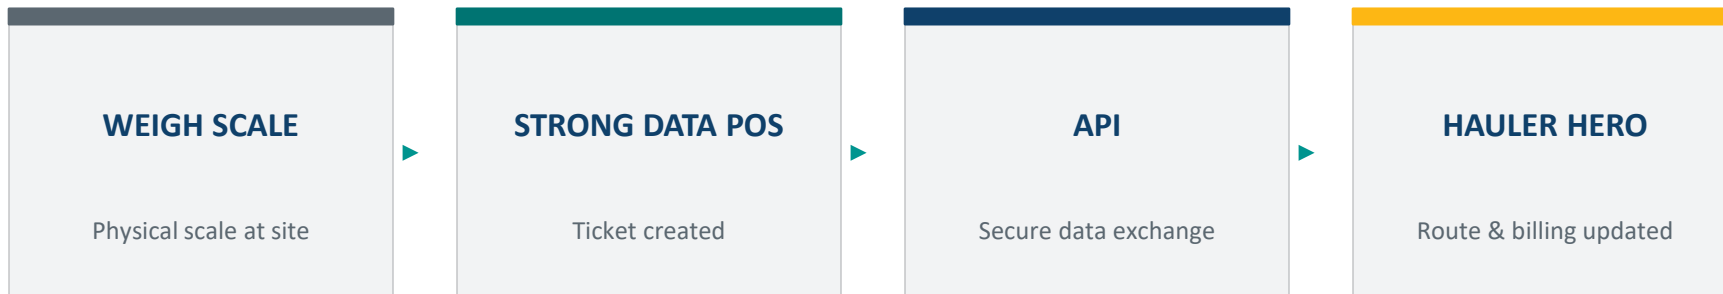 WEIGH SCALE
Physical scale at site
STRONG DATA POS
Ticket created
API
Secure data exchange
HAULER HERO
Route & billing updated